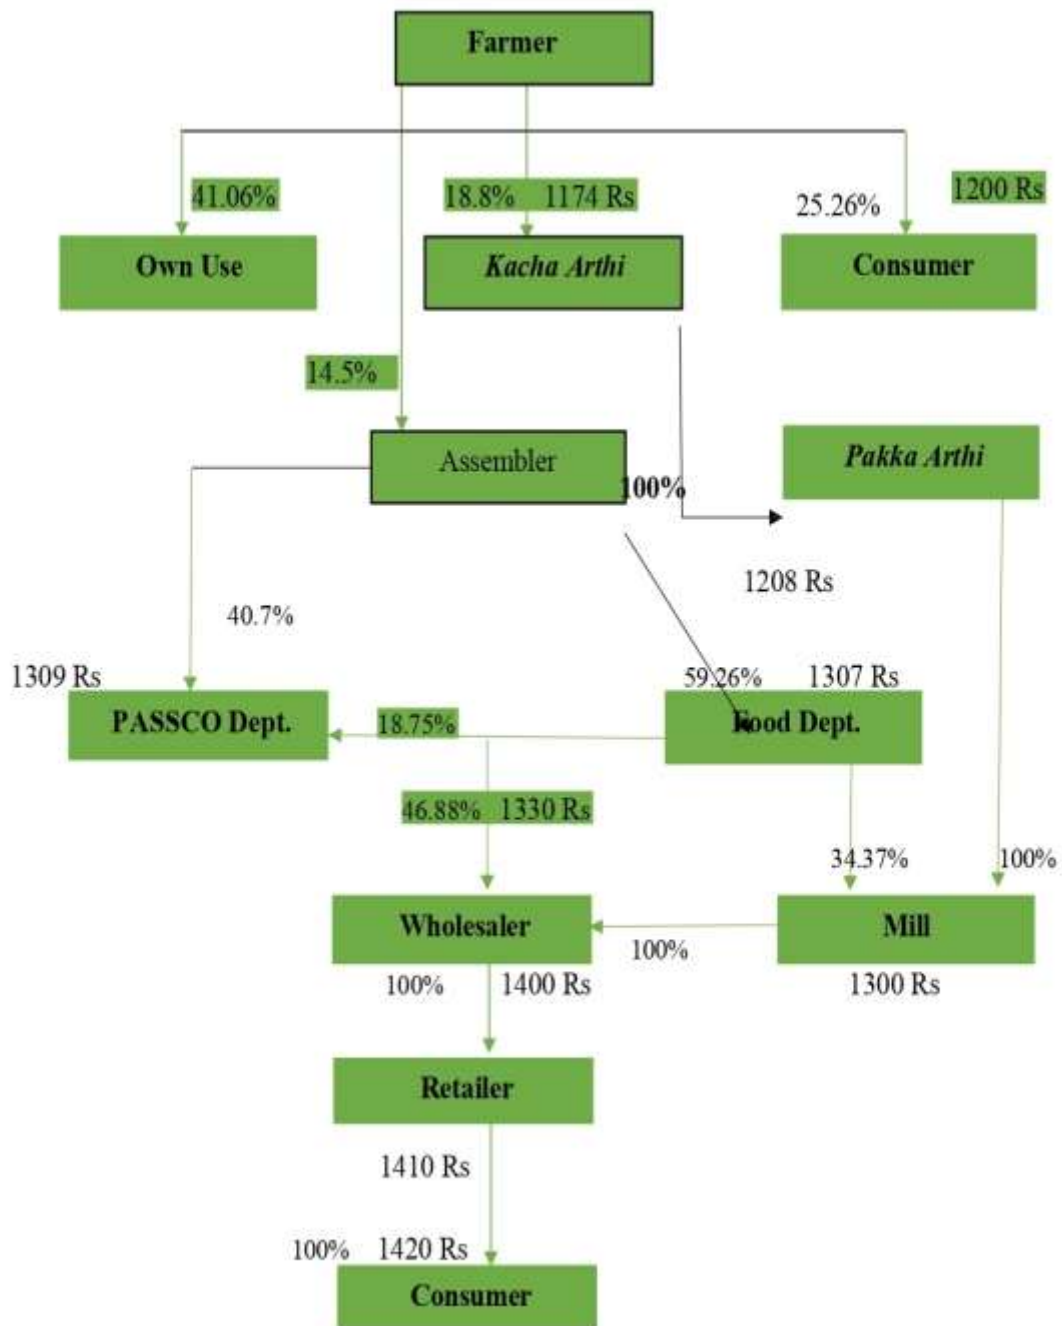 Farmer
41.06%
18.8% 1174 Rs
25.26%
1200 Rs
Own Use
Kacha Arthi
Consumer
14.5%
Assembler
100%
Pakka Arthi
1208 Rs
40.7%
1309 Rs
59.26% 1307 Rs
PASSCO Dept.
18.75%
Food Dept.
46.88% 1330 Rs
34.37%
100%
Wholesaler
100%
Mill
100% 1400 Rs
1300 Rs
Retailer
1410 Rs
100% 1420 Rs
Consumer